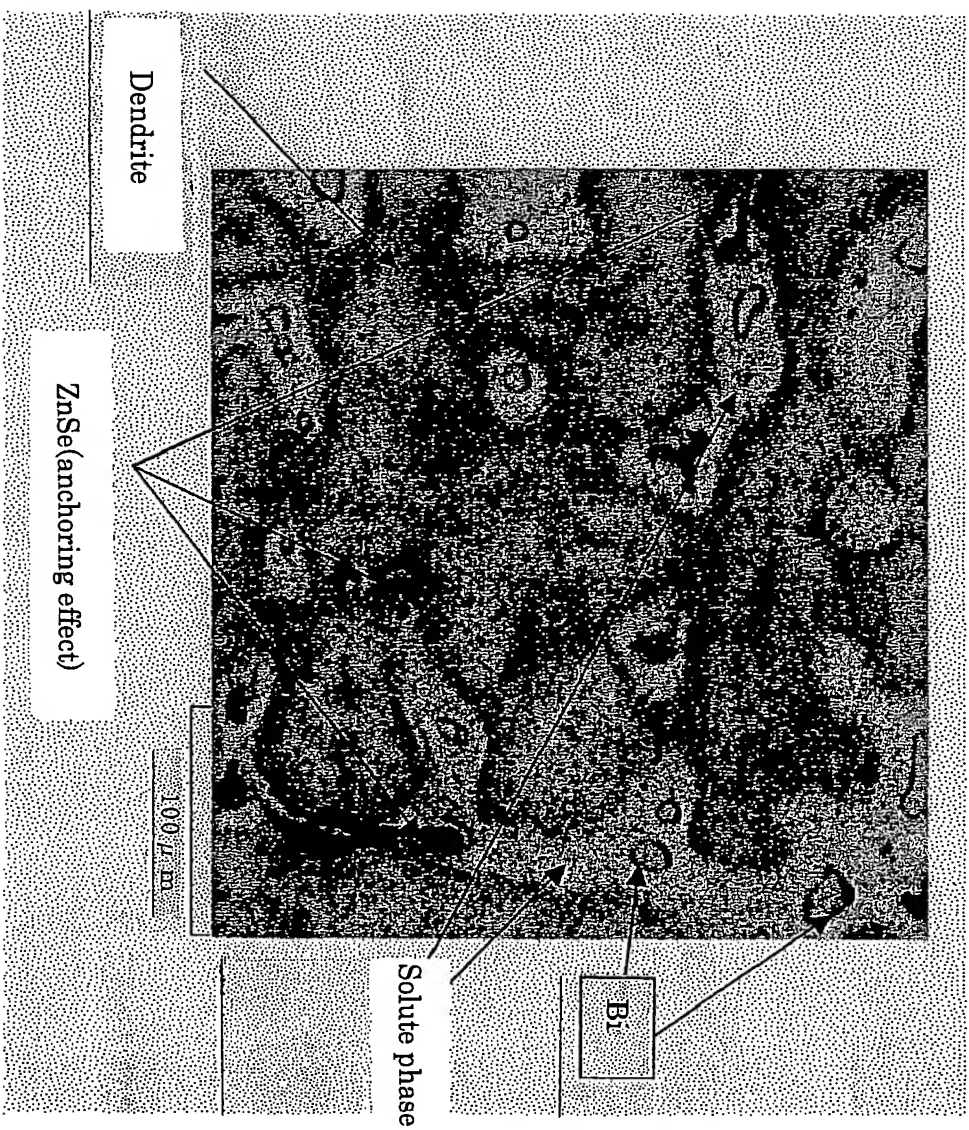 Dendrite
ZnSe(anchoring effect)
100 μm
Solute phase
Bi